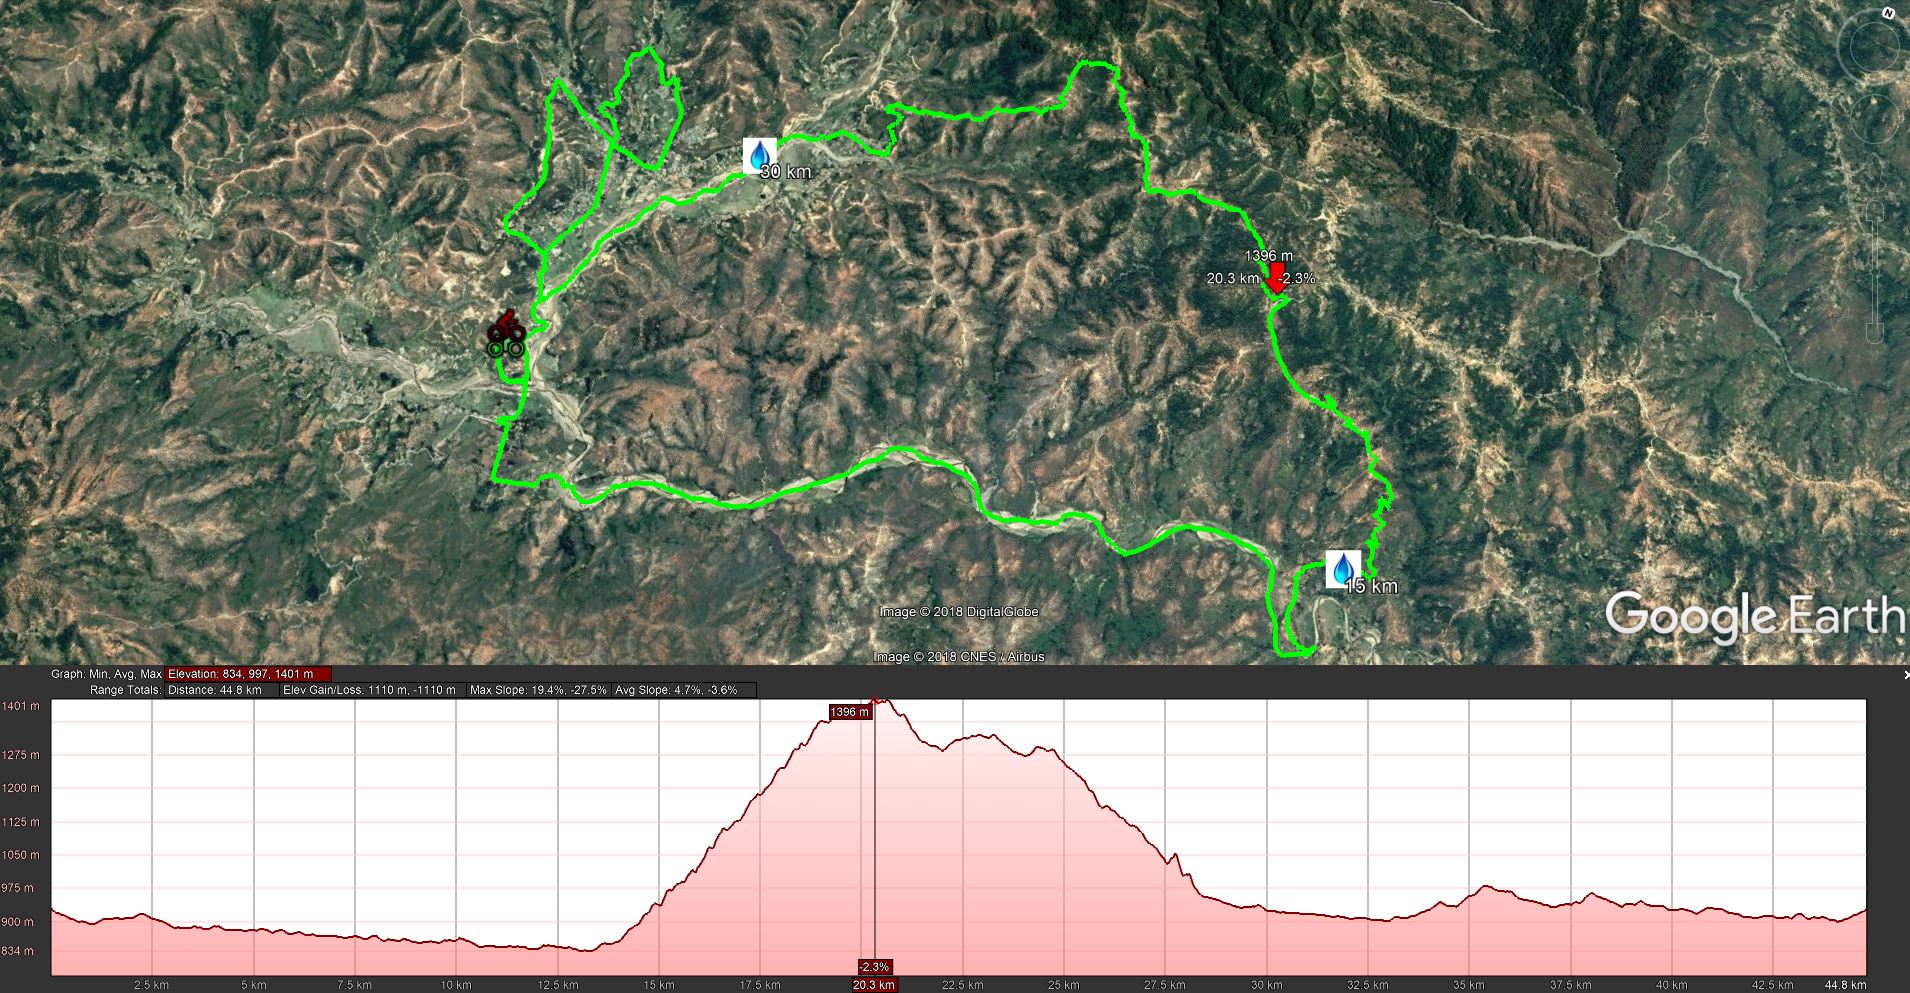 N
30 km
1396 m
20.3 km -2.3%
15 km
Google Earth
Image © 2018 DigitalGlobe
Image © 2018 CNES / Airbus
Graph: Min, Avg, Max Elevation: 834, 997, 1401 m
Range Totals: Distance: 44.8 km Elev Gain/Loss: 1110 m, -1110 m Max Slope: 19.4%, -27.5% Avg Slope: 4.7%, -3.6%
1401 m
1396 m
1275 m
1200 m
1125 m
1050 m
975 m
900 m
834 m
-2.3%
2.5 km 5 km 7.5 km 10 km 12.5 km 15 km 17.5 km 20.3 km 22.5 km 25 km 27.5 km 30 km 32.5 km 35 km 37.5 km 40 km 42.5 km 44.8 km